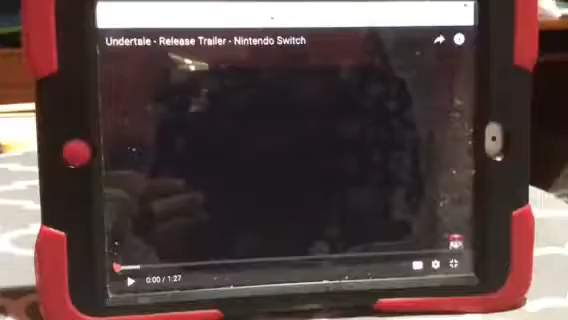 Undertale - Release Trailer - Nintendo Switch
0:00 / 1:27